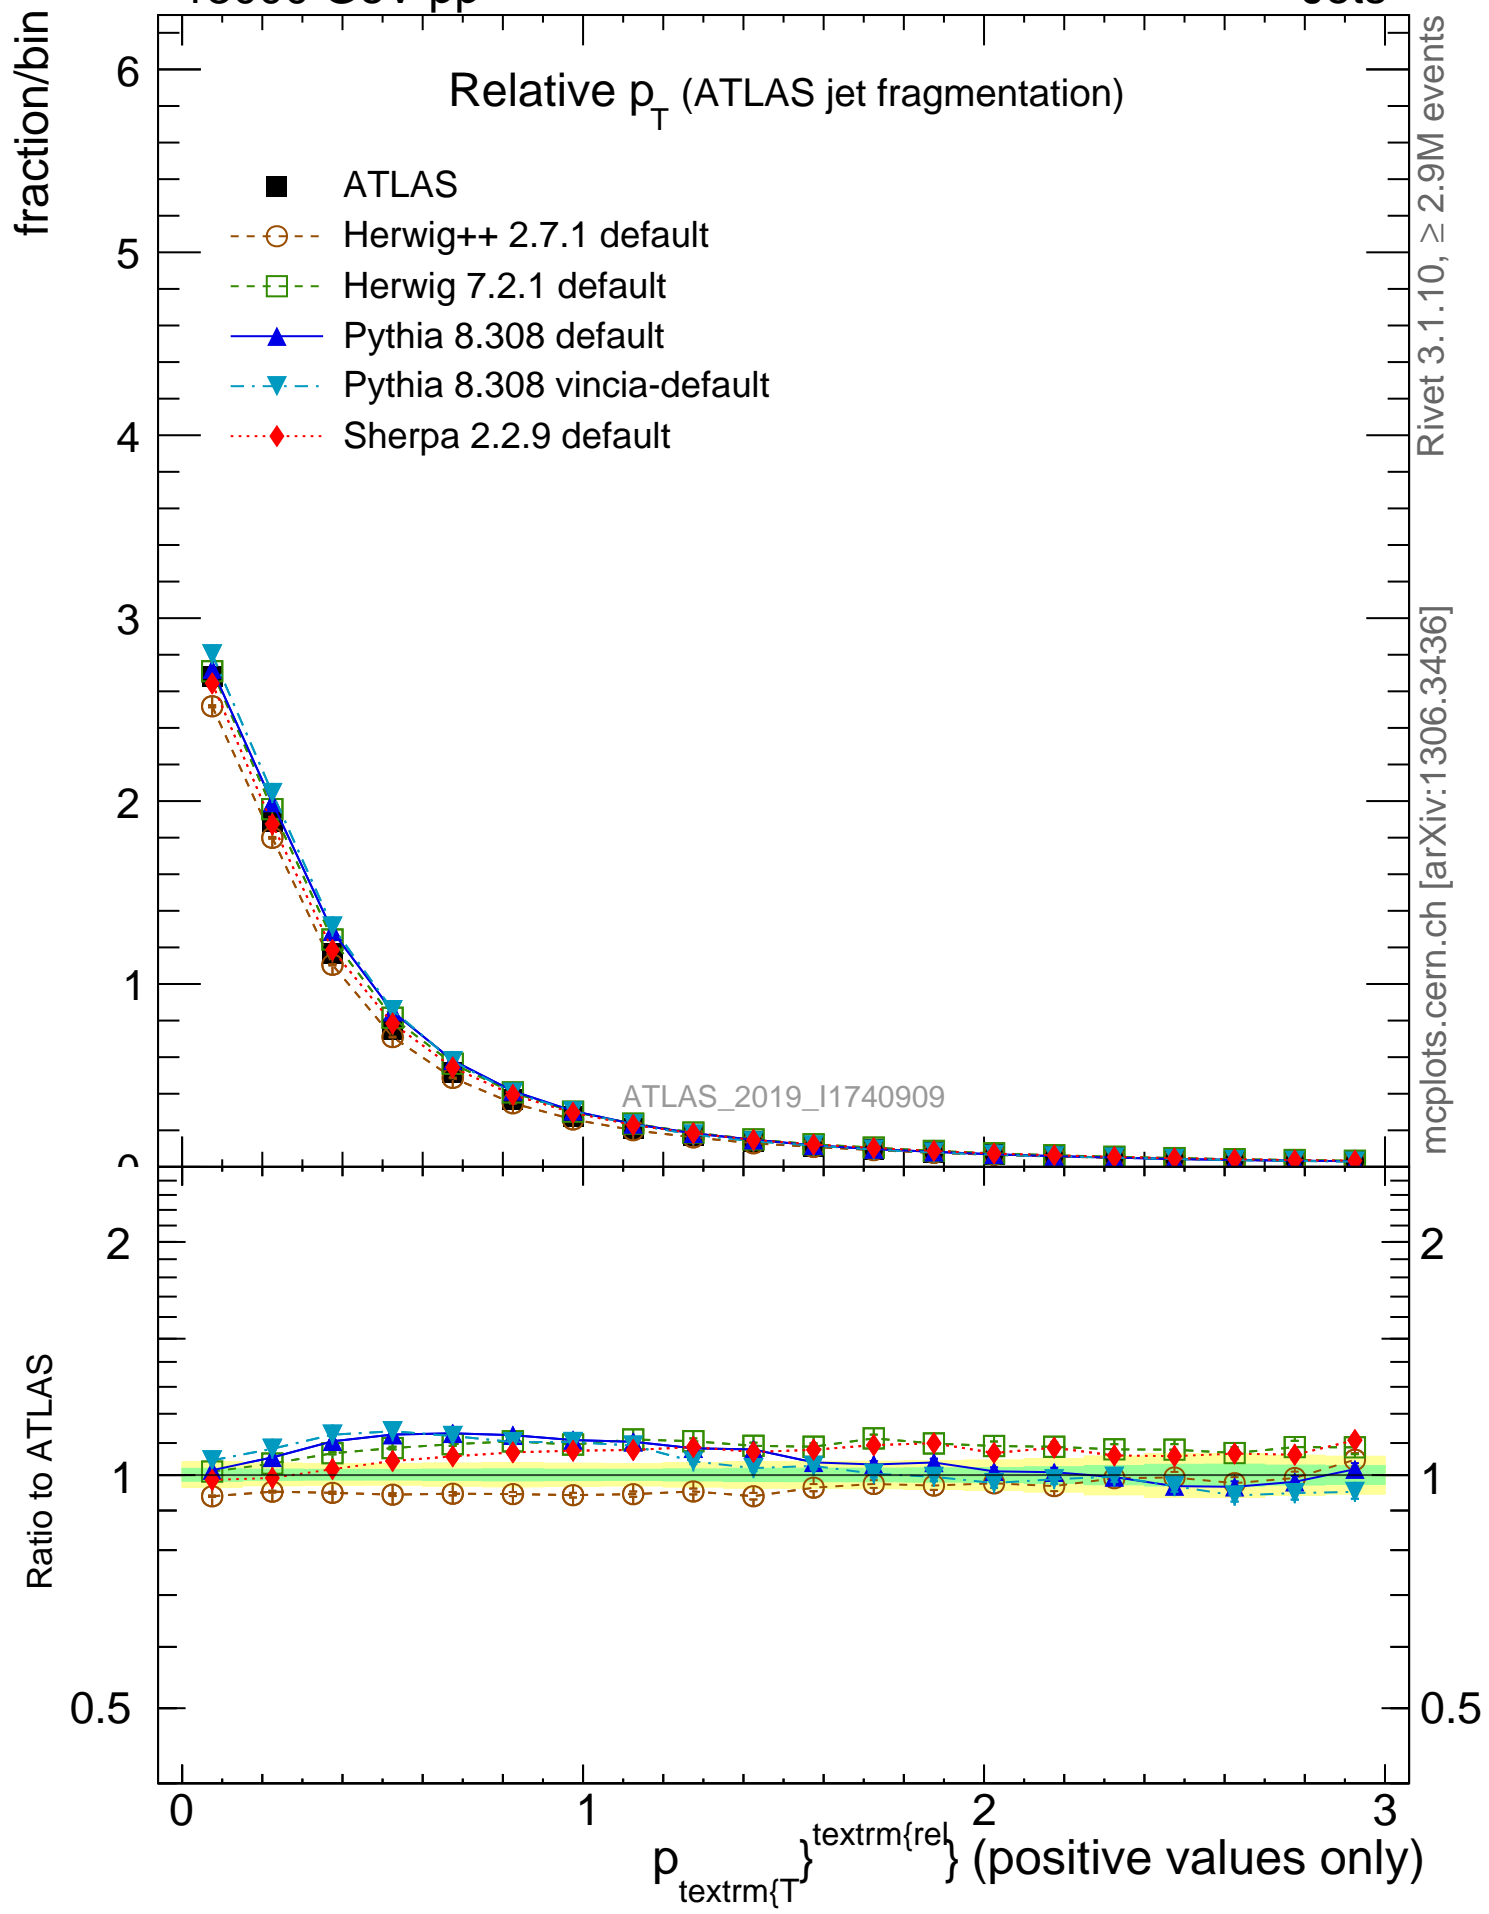 fraction/bin
Relative pT (ATLAS jet fragmentation)
ATLAS
Herwig++ 2.7.1 default
Herwig 7.2.1 default
Pythia 8.308 default
Pythia 8.308 vincia-default
Sherpa 2.2.9 default
6
5
4
3
2
1
ATLAS_2019_I1740909
Rivet 3.1.10, ≥ 2.9M events
mcplots.cern.ch [arXiv:1306.3436]
Ratio to ATLAS
2
1
0.5
2
1
0.5
0 1 2 3
p textrm{T}textrm{rel} (positive values only)